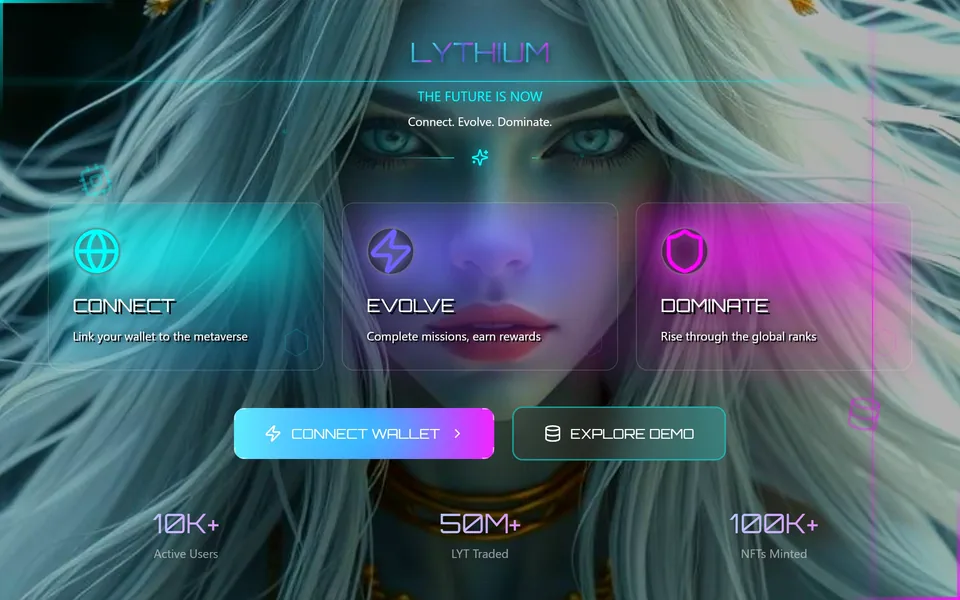 LYTHIUM
THE FUTURE IS NOW
Connect. Evolve. Dominate.
CONNECT
Link your wallet to the metaverse
EVOLVE
Complete missions, earn rewards
DOMINATE
Rise through the global ranks
CONNECT WALLET
EXPLORE DEMO
10K+
Active Users
50M+
LYT Traded
100K+
NFTs Minted